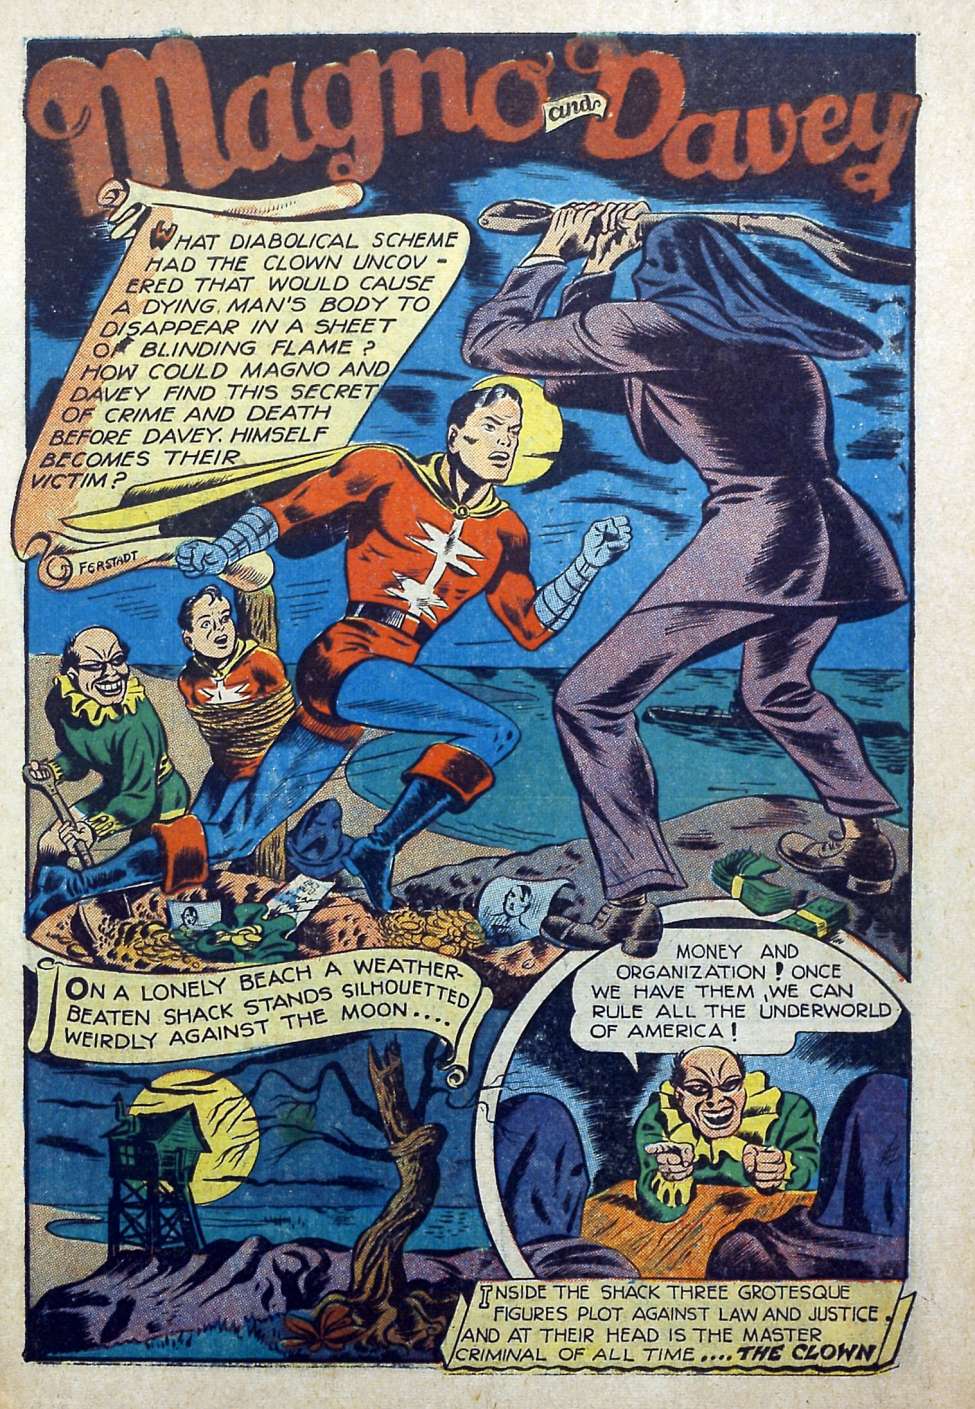 Magno and Davey
WHAT DIABOLICAL SCHEME
HAD THE CLOWN UNCOV-
ERED THAT WOULD CAUSE
A DYING MAN'S BODY TO
DISAPPEAR IN A SHEET
OF BLINDING FLAME?
HOW COULD MAGNO AND
DAVEY FIND THIS SECRET
OF CRIME AND DEATH
BEFORE DAVEY, HIMSELF
BECOMES THEIR
VICTIM?
FERSTADT
ON A LONELY BEACH A WEATHER-
BEATEN SHACK STANDS SILHOUETTED
WEIRDLY AGAINST THE MOON....
MONEY AND
ORGANIZATION! ONCE
WE HAVE THEM, WE CAN
RULE ALL THE UNDERWORLD
OF AMERICA!
INSIDE THE SHACK THREE GROTESQUE
FIGURES PLOT AGAINST LAW AND JUSTICE.
AND AT THEIR HEAD IS THE MASTER
CRIMINAL OF ALL TIME.... THE CLOWN